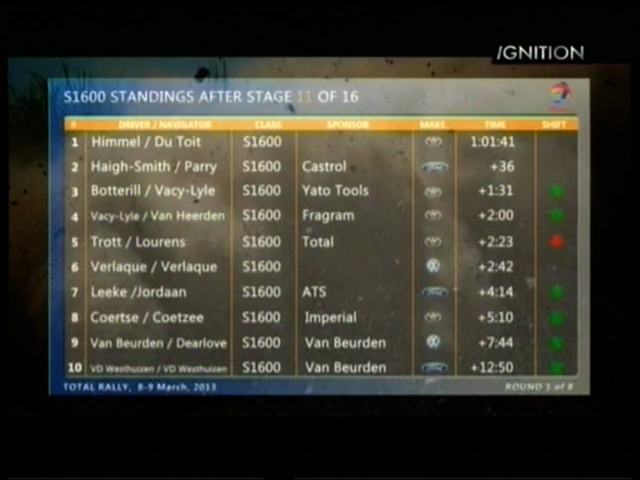 IGNITION
S1600 STANDINGS AFTER STAGE 11 OF 16
# DRIVER / NAVIGATOR CLASS SPONSOR MAKE TIME SHIFT
1 Himmel / Du Toit S1600 1:01:41
2 Haigh-Smith / Parry S1600 Castrol Ford +36
3 Botterill / Vacy-Lyle S1600 Yato Tools +1:31
4 Vacy-Lyle / Van Heerden S1600 Fragram +2:00
5 Trott / Lourens S1600 Total +2:23
6 Verlaque / Verlaque S1600 +2:42
7 Leeke /Jordaan S1600 ATS Ford +4:14
8 Coertse / Coetzee S1600 Imperial +5:10
9 Van Beurden / Dearlove S1600 Van Beurden +7:44
10 VD Westhuizen / VD Westhuizen S1600 Van Beurden Ford +12:50
TOTAL RALLY, 8-9 March, 2013 ROUND 1 of 8